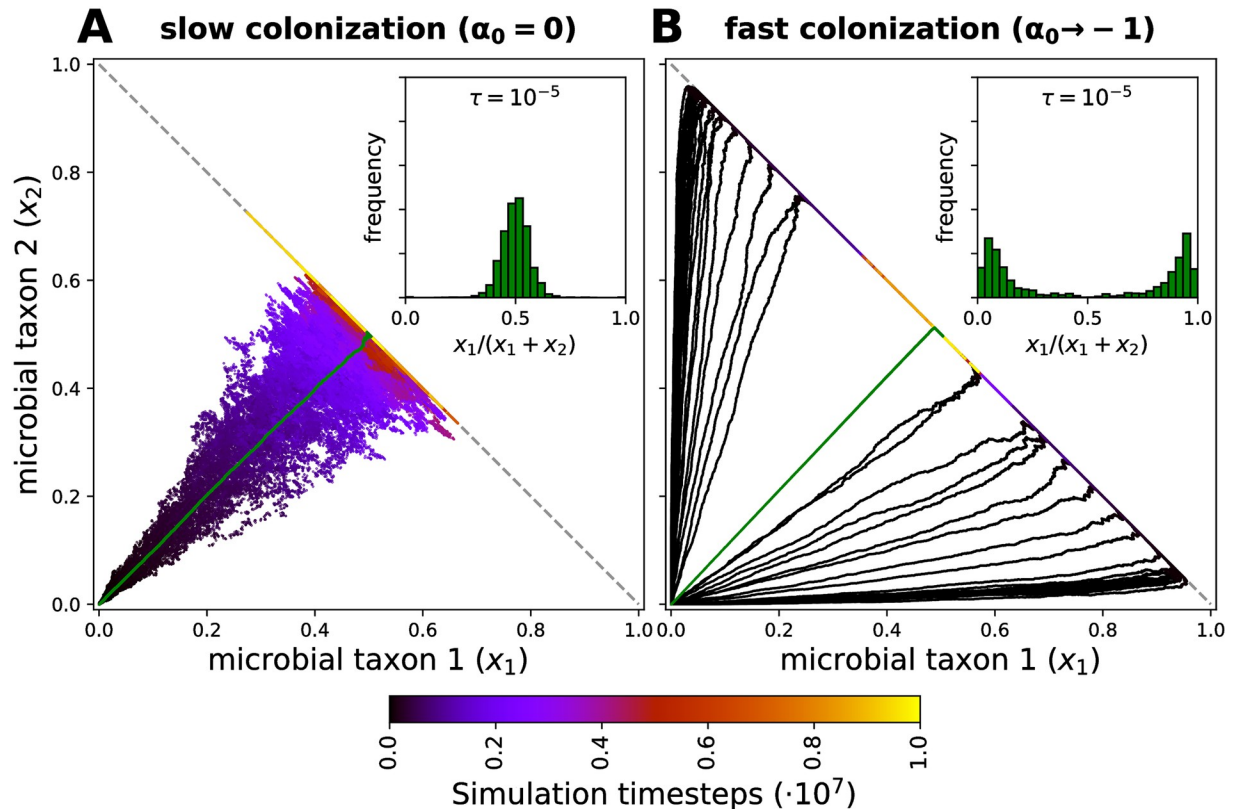 A slow colonization (α₀ = 0)
B fast colonization (α₀→ − 1)
microbial taxon 2 (x₂)
1.0
0.8
0.6
0.4
0.2
0.0
0.0 0.2 0.4 0.6 0.8 1.0
microbial taxon 1 (x₁)
frequency
τ = 10⁻⁵
0.0 0.5 1.0
x₁/(x₁ + x₂)
0.0 0.2 0.4 0.6 0.8 1.0
microbial taxon 1 (x₁)
frequency
τ = 10⁻⁵
0.0 0.5 1.0
x₁/(x₁ + x₂)
0.0 0.2 0.4 0.6 0.8 1.0
Simulation timesteps (·10⁷)